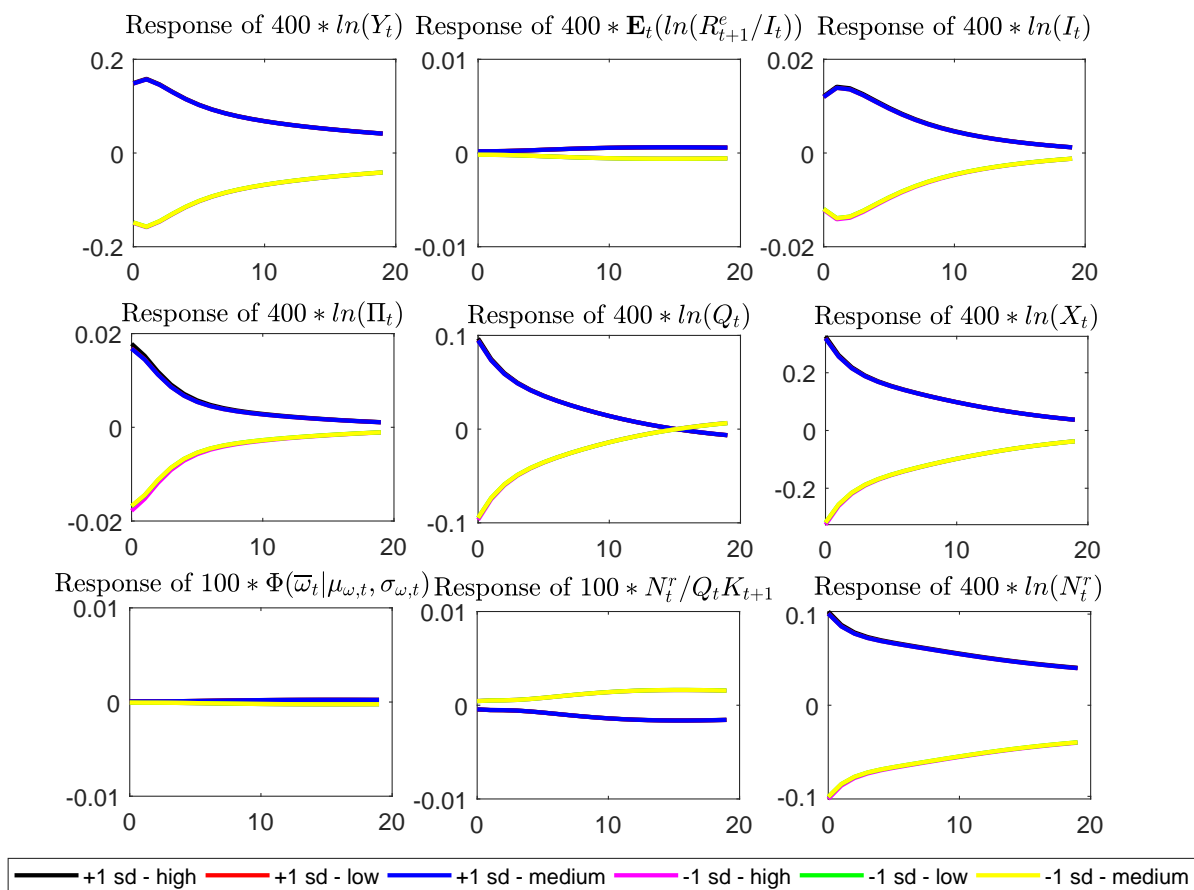 Response of 400 ∗ ln(Y_t)
Response of 400 ∗ E_t(ln(R^e_{t+1}/I_t))
Response of 400 ∗ ln(I_t)
0.2
0
-0.2
0 10 20
0.01
0
-0.01
0 10 20
0.02
0
-0.02
0 10 20
Response of 400 ∗ ln(Π_t)
Response of 400 ∗ ln(Q_t)
Response of 400 ∗ ln(X_t)
0.02
0
-0.02
0 10 20
0.1
0
-0.1
0 10 20
0.2
0
-0.2
0 10 20
Response of 100 ∗ Φ(ω̅_t|μ_{ω,t}, σ_{ω,t})
Response of 100 ∗ N^r_t/Q_tK_{t+1}
Response of 400 ∗ ln(N^r_t)
0.01
0
-0.01
0 10 20
0.01
0
-0.01
0 10 20
0.1
0
-0.1
0 10 20
+1 sd - high +1 sd - low +1 sd - medium -1 sd - high -1 sd - low -1 sd - medium